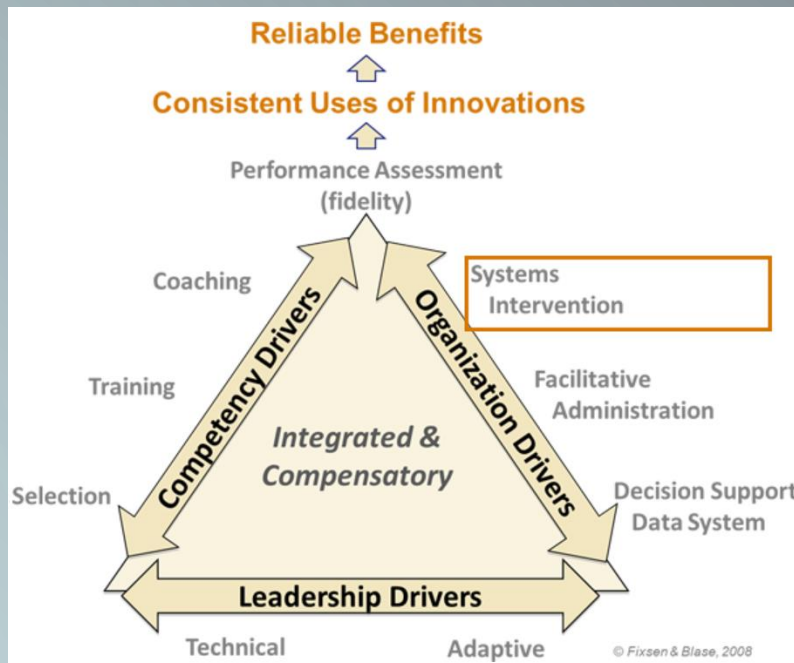 Reliable Benefits
Consistent Uses of Innovations
Performance Assessment
(fidelity)
Coaching
Training
Selection
Competency Drivers
Integrated &
Compensatory
Organization Drivers
Systems
Intervention
Facilitative
Administration
Decision Support
Data System
Leadership Drivers
Technical
Adaptive
© Fixsen & Blase, 2008